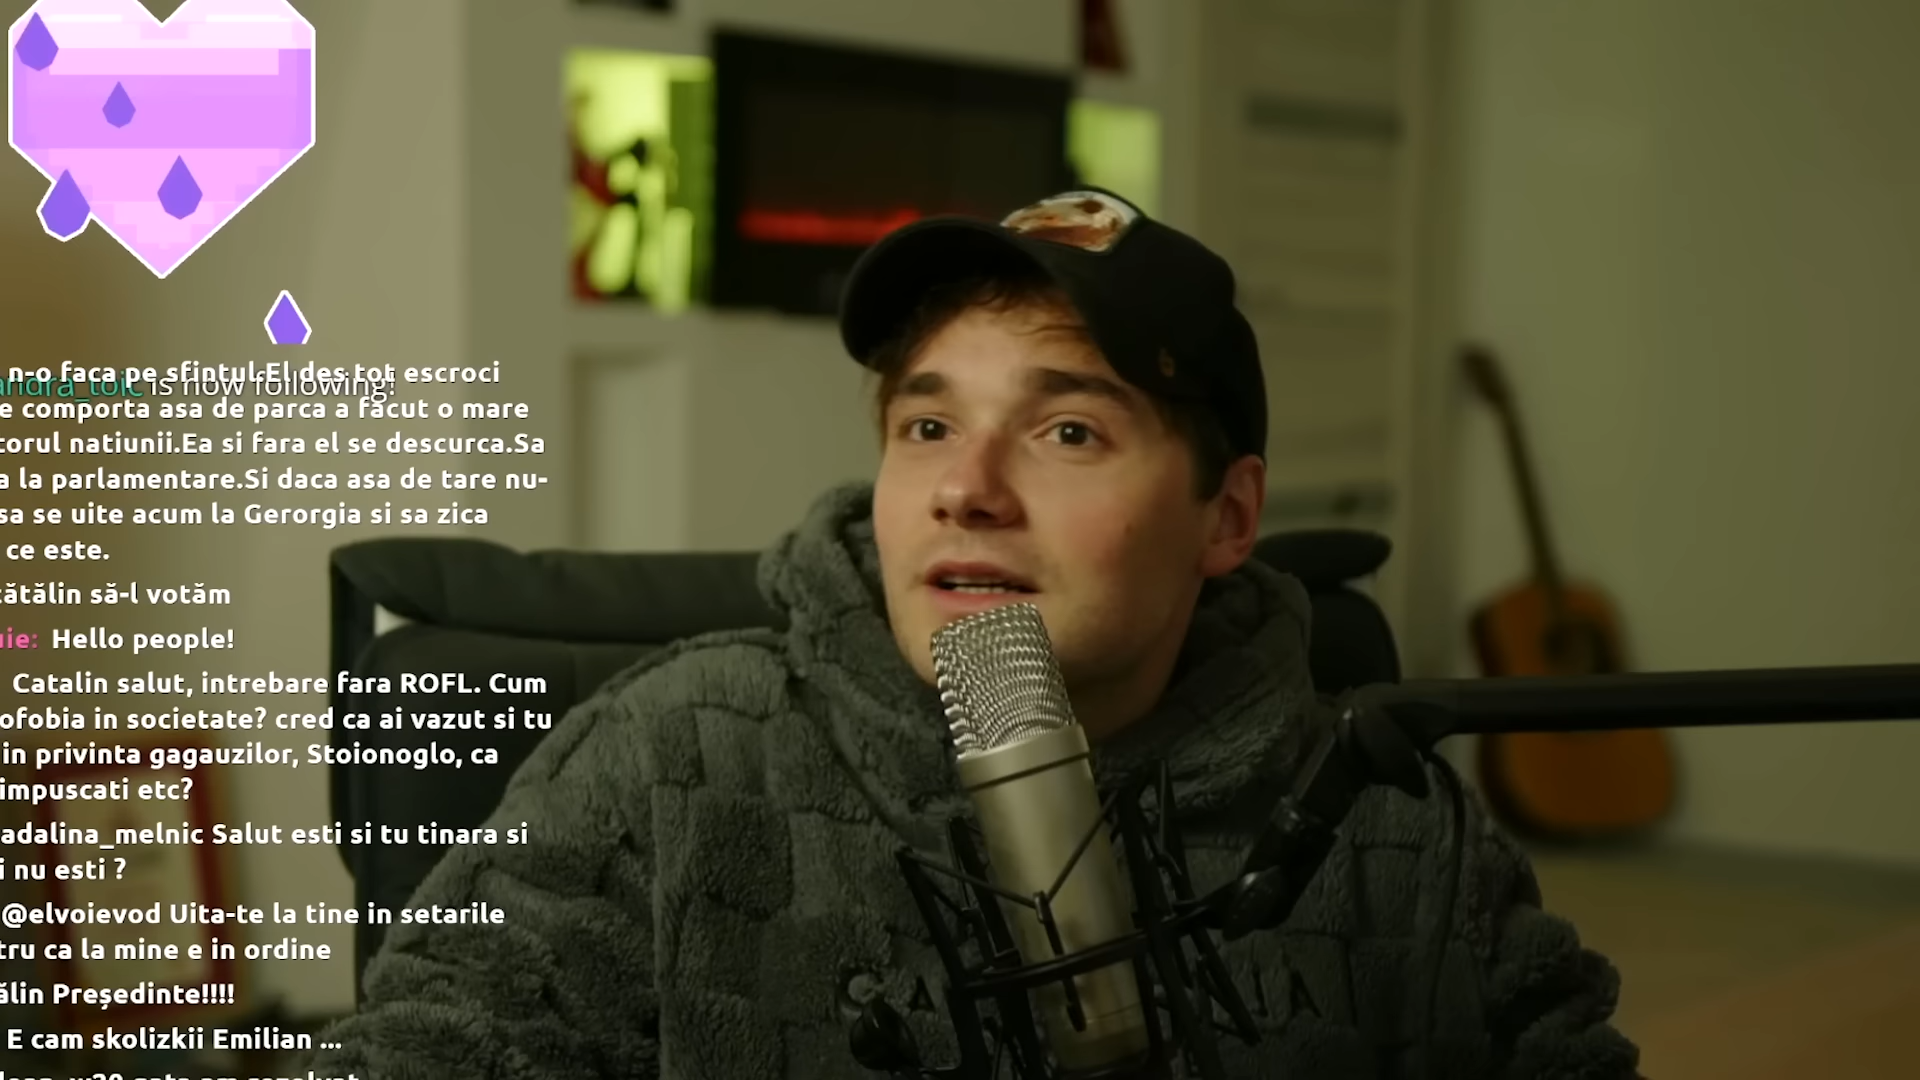 n-o faca pe sfintul.El des tot escroci
andra_toic is now following!
e comporta asa de parca a făcut o mare
torul natiunii.Ea si fara el se descurca.Sa
a la parlamentare.Si daca asa de tare nu-
sa se uite acum la Gerorgia si sa zica
ce este.
cătălin să-l votăm
uie: Hello people!
Catalin salut, intrebare fara ROFL. Cum
ofobia in societate? cred ca ai vazut si tu
in privinta gagauzilor, Stoionoglo, ca
impuscati etc?
adalina_melnic Salut esti si tu tinara si
i nu esti ?
@elvoievod Uita-te la tine in setarile
tru ca la mine e in ordine
ălin Președinte!!!!
E cam skolizkii Emilian ...